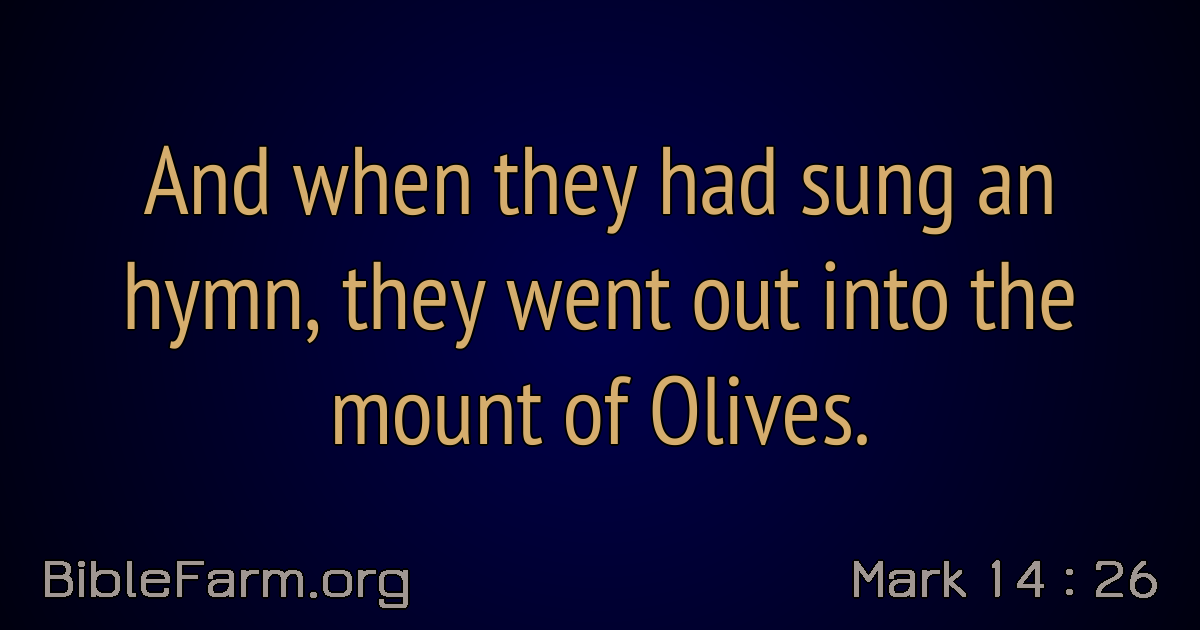 And when they had sung an
hymn, they went out into the
mount of Olives.
BibleFarm.org
Mark 14 : 26